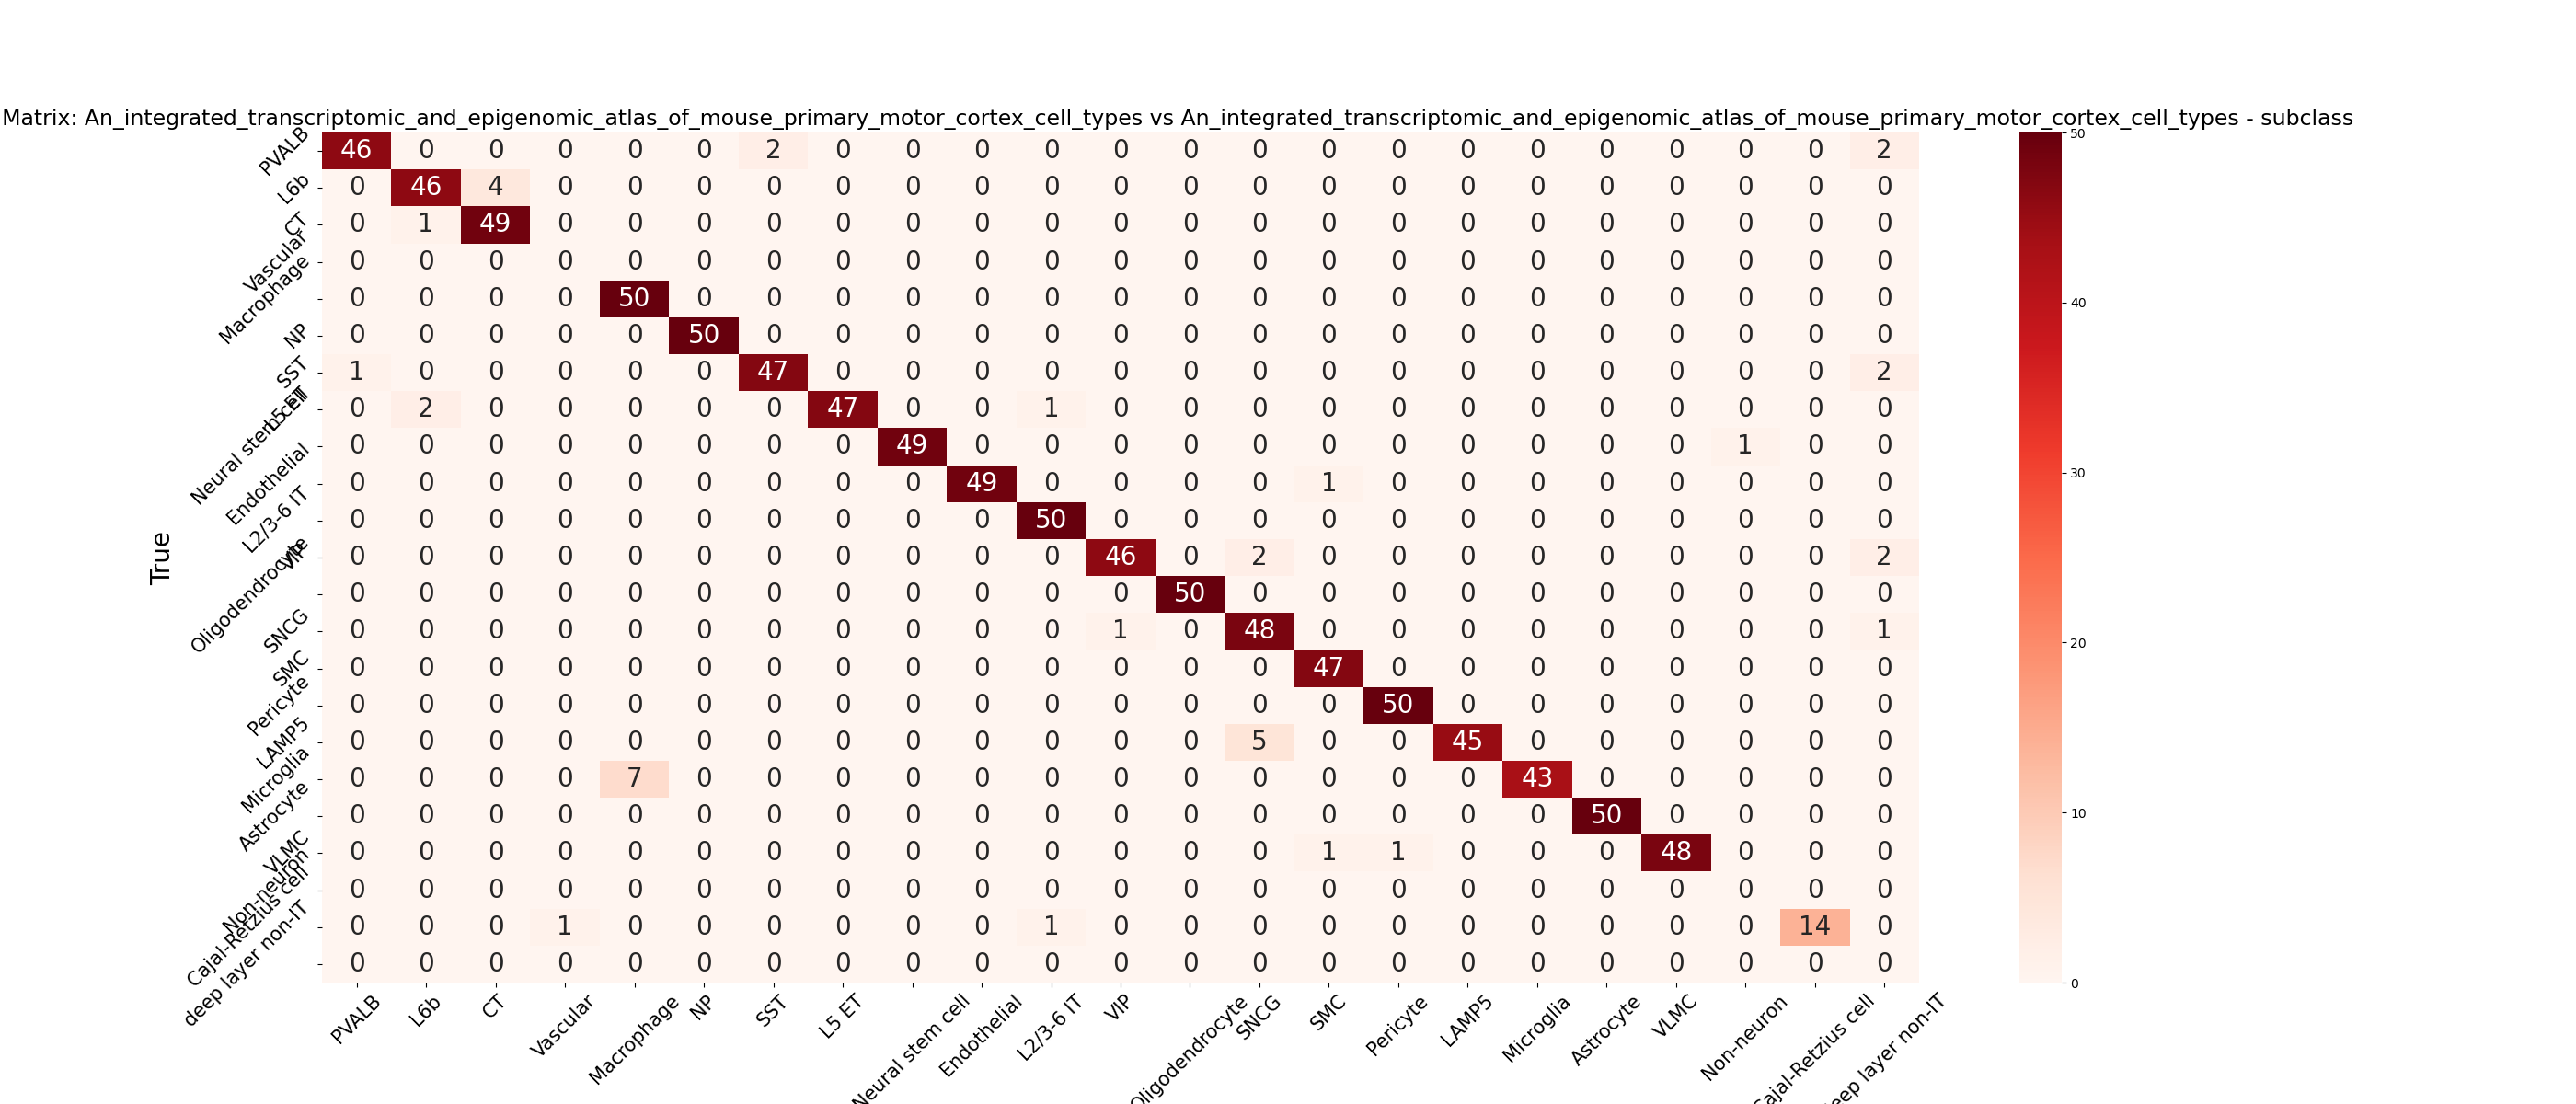 Matrix: An_integrated_transcriptomic_and_epigenomic_atlas_of_mouse_primary_motor_cortex_cell_types vs An_integrated_transcriptomic_and_epigenomic_atlas_of_mouse_primary_motor_cortex_cell_types - subclass
True
PVALB 46 0 0 0 0 0 2 0 0 0 0 0 0 0 0 0 0 0 0 0 0 0 2
L6b 0 46 4 0 0 0 0 0 0 0 0 0 0 0 0 0 0 0 0 0 0 0 0
CT 0 1 49 0 0 0 0 0 0 0 0 0 0 0 0 0 0 0 0 0 0 0 0
Vascular 0 0 0 0 0 0 0 0 0 0 0 0 0 0 0 0 0 0 0 0 0 0 0
Macrophage 0 0 0 0 50 0 0 0 0 0 0 0 0 0 0 0 0 0 0 0 0 0 0
NP 0 0 0 0 0 50 0 0 0 0 0 0 0 0 0 0 0 0 0 0 0 0 0
SST 1 0 0 0 0 0 47 0 0 0 0 0 0 0 0 0 0 0 0 0 0 0 2
L5 ET 0 2 0 0 0 0 0 47 0 0 1 0 0 0 0 0 0 0 0 0 0 0 0
Neural stem cell 0 0 0 0 0 0 0 0 49 0 0 0 0 0 0 0 0 0 0 0 1 0 0
Endothelial 0 0 0 0 0 0 0 0 0 49 0 0 0 0 1 0 0 0 0 0 0 0 0
L2/3-6 IT 0 0 0 0 0 0 0 0 0 0 50 0 0 0 0 0 0 0 0 0 0 0 0
VIP 0 0 0 0 0 0 0 0 0 0 0 46 0 2 0 0 0 0 0 0 0 0 2
Oligodendrocyte 0 0 0 0 0 0 0 0 0 0 0 0 50 0 0 0 0 0 0 0 0 0 0
SNCG 0 0 0 0 0 0 0 0 0 0 0 1 0 48 0 0 0 0 0 0 0 0 1
SMC 0 0 0 0 0 0 0 0 0 0 0 0 0 0 47 0 0 0 0 0 0 0 0
Pericyte 0 0 0 0 0 0 0 0 0 0 0 0 0 0 0 50 0 0 0 0 0 0 0
LAMP5 0 0 0 0 0 0 0 0 0 0 0 0 0 5 0 0 45 0 0 0 0 0 0
Microglia 0 0 0 0 7 0 0 0 0 0 0 0 0 0 0 0 0 43 0 0 0 0 0
Astrocyte 0 0 0 0 0 0 0 0 0 0 0 0 0 0 0 0 0 0 50 0 0 0 0
VLMC 0 0 0 0 0 0 0 0 0 0 0 0 0 0 1 1 0 0 0 48 0 0 0
Non-neuron 0 0 0 0 0 0 0 0 0 0 0 0 0 0 0 0 0 0 0 0 0 0 0
Cajal-Retzius cell 0 0 0 1 0 0 0 0 0 0 1 0 0 0 0 0 0 0 0 0 0 14 0
deep layer non-IT 0 0 0 0 0 0 0 0 0 0 0 0 0 0 0 0 0 0 0 0 0 0 0
PVALB L6b CT Vascular Macrophage NP SST L5 ET Neural stem cell Endothelial L2/3-6 IT VIP Oligodendrocyte SNCG SMC Pericyte LAMP5 Microglia Astrocyte VLMC Non-neuron Cajal-Retzius cell deep layer non-IT
50
40
30
20
10
0